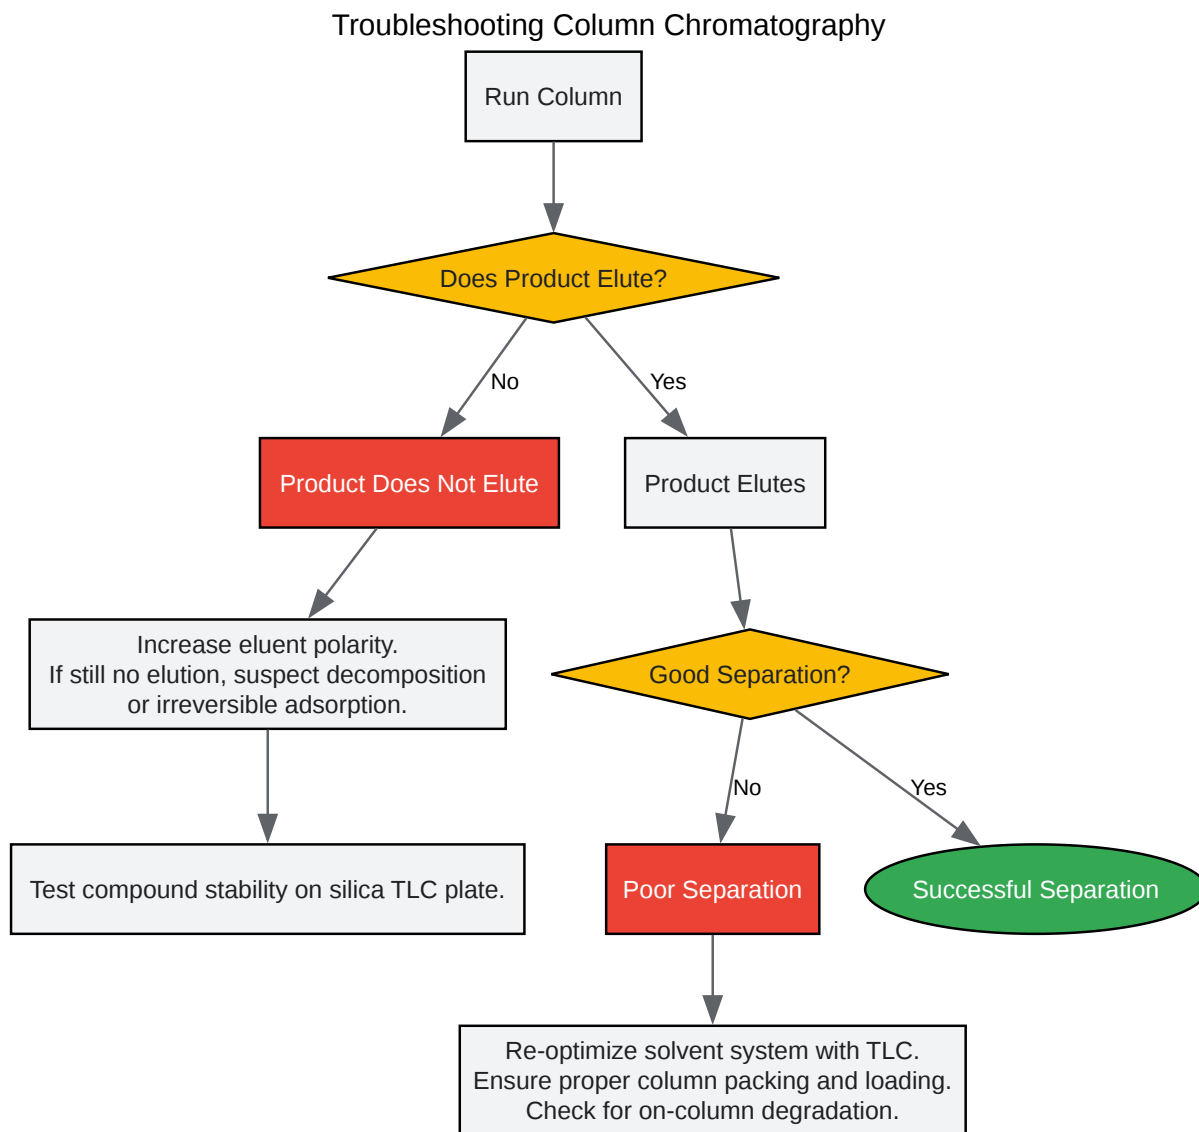 Troubleshooting Column Chromatography
Run Column
Does Product Elute?
No
Yes
Product Does Not Elute
Product Elutes
Increase eluent polarity.
If still no elution, suspect decomposition
or irreversible adsorption.
Good Separation?
No
Yes
Test compound stability on silica TLC plate.
Poor Separation
Successful Separation
Re-optimize solvent system with TLC.
Ensure proper column packing and loading.
Check for on-column degradation.